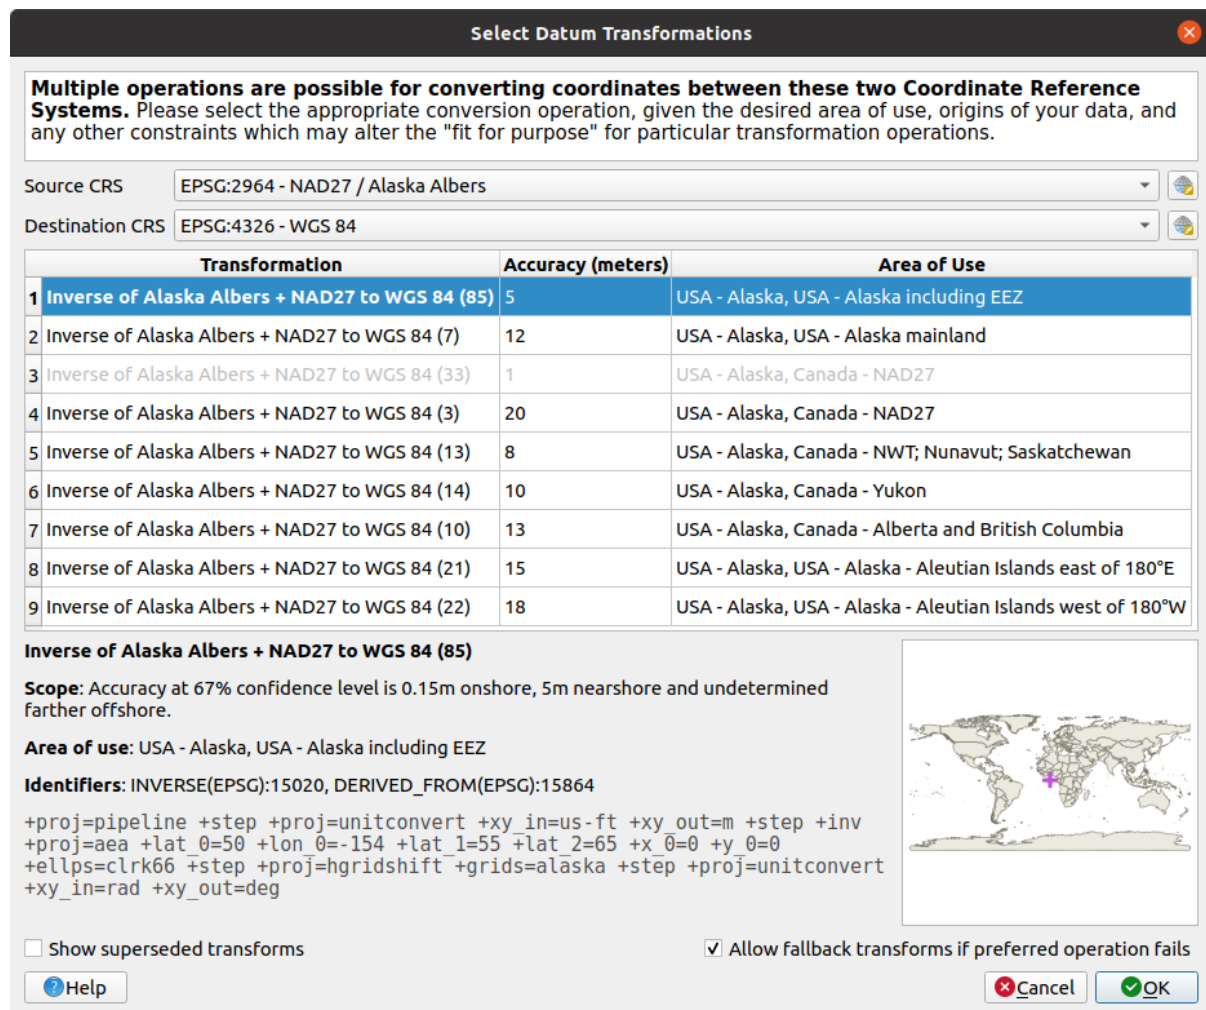 Select Datum Transformations
Multiple operations are possible for converting coordinates between these two Coordinate Reference
Systems. Please select the appropriate conversion operation, given the desired area of use, origins of your data, and
any other constraints which may alter the "fit for purpose" for particular transformation operations.
Source CRS EPSG:2964 - NAD27 / Alaska Albers
Destination CRS EPSG:4326 - WGS 84
Transformation Accuracy (meters) Area of Use
1 Inverse of Alaska Albers + NAD27 to WGS 84 (85) 5 USA - Alaska, USA - Alaska including EEZ
2 Inverse of Alaska Albers + NAD27 to WGS 84 (7) 12 USA - Alaska, USA - Alaska mainland
3 Inverse of Alaska Albers + NAD27 to WGS 84 (33) 1 USA - Alaska, Canada - NAD27
4 Inverse of Alaska Albers + NAD27 to WGS 84 (3) 20 USA - Alaska, Canada - NAD27
5 Inverse of Alaska Albers + NAD27 to WGS 84 (13) 8 USA - Alaska, Canada - NWT; Nunavut; Saskatchewan
6 Inverse of Alaska Albers + NAD27 to WGS 84 (14) 10 USA - Alaska, Canada - Yukon
7 Inverse of Alaska Albers + NAD27 to WGS 84 (10) 13 USA - Alaska, Canada - Alberta and British Columbia
8 Inverse of Alaska Albers + NAD27 to WGS 84 (21) 15 USA - Alaska, USA - Alaska - Aleutian Islands east of 180°E
9 Inverse of Alaska Albers + NAD27 to WGS 84 (22) 18 USA - Alaska, USA - Alaska - Aleutian Islands west of 180°W
Inverse of Alaska Albers + NAD27 to WGS 84 (85)
Scope: Accuracy at 67% confidence level is 0.15m onshore, 5m nearshore and undetermined
farther offshore.
Area of use: USA - Alaska, USA - Alaska including EEZ
Identifiers: INVERSE(EPSG):15020, DERIVED_FROM(EPSG):15864
+proj=pipeline +step +proj=unitconvert +xy_in=us-ft +xy_out=m +step +inv
+proj=aea +lat_0=50 +lon_0=-154 +lat_1=55 +lat_2=65 +x_0=0 +y_0=0
+ellps=clrk66 +step +proj=hgridshift +grids=alaska +step +proj=unitconvert
+xy_in=rad +xy_out=deg
Show superseded transforms Allow fallback transforms if preferred operation fails
Help Cancel OK